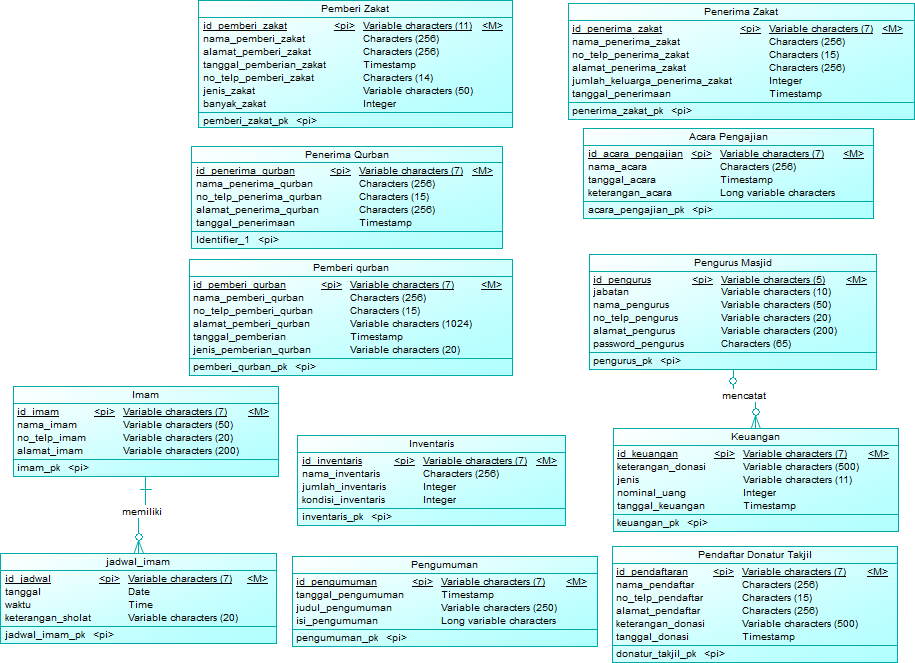 Pemberi Zakat
id_pemberi_zakat <pi> Variable characters (11) <M>
nama_pemberi_zakat Characters (256)
alamat_pemberi_zakat Characters (256)
tanggal_pemberian_zakat Timestamp
no_telp_pemberi_zakat Characters (14)
jenis_zakat Variable characters (50)
banyak_zakat Integer
pemberi_zakat_pk <pi>
Penerima Zakat
id_penerima_zakat <pi> Variable characters (7) <M>
nama_penerima_zakat Characters (256)
no_telp_penerima_zakat Characters (15)
alamat_penerima_zakat Characters (256)
jumlah_keluarga_penerima_zakat Integer
tanggal_penerimaan Timestamp
penerima_zakat_pk <pi>
Acara Pengajian
id_acara_pengajian <pi> Variable characters (7) <M>
nama_acara Characters (256)
tanggal_acara Timestamp
keterangan_acara Long variable characters
acara_pengajian_pk <pi>
Penerima Qurban
id_penerima_qurban <pi> Variable characters (7) <M>
nama_penerima_qurban Characters (256)
no_telp_penerima_qurban Characters (15)
alamat_penerima_qurban Characters (256)
tanggal_penerimaan Timestamp
Identifier_1 <pi>
Pemberi qurban
id_pemberi_qurban <pi> Variable characters (7) <M>
nama_pemberi_qurban Characters (256)
no_telp_pemberi_qurban Characters (15)
alamat_pemberi_qurban Variable characters (1024)
tanggal_pemberian Timestamp
jenis_pemberian_qurban Variable characters (20)
pemberi_qurban_pk <pi>
Pengurus Masjid
id_pengurus <pi> Variable characters (5) <M>
jabatan Variable characters (10)
nama_pengurus Variable characters (50)
no_telp_pengurus Variable characters (20)
alamat_pengurus Variable characters (200)
password_pengurus Characters (65)
pengurus_pk <pi>
mencatat
Imam
id_imam <pi> Variable characters (7) <M>
nama_imam Variable characters (50)
no_telp_imam Variable characters (20)
alamat_imam Variable characters (200)
imam_pk <pi>
memiliki
Inventaris
id_inventaris <pi> Variable characters (7) <M>
nama_inventaris Characters (256)
jumlah_inventaris Integer
kondisi_inventaris Integer
inventaris_pk <pi>
Keuangan
id_keuangan <pi> Variable characters (7) <M>
keterangan_donasi Variable characters (500)
jenis Variable characters (11)
nominal_uang Integer
tanggal_keuangan Timestamp
keuangan_pk <pi>
jadwal_imam
id_jadwal <pi> Variable characters (7) <M>
tanggal Date
waktu Time
keterangan_sholat Variable characters (20)
jadwal_imam_pk <pi>
Pengumuman
id_pengumuman <pi> Variable characters (7) <M>
tanggal_pengumuman Timestamp
judul_pengumuman Variable characters (250)
isi_pengumuman Long variable characters
pengumuman_pk <pi>
Pendaftar Donatur Takjil
id_pendaftaran <pi> Variable characters (7) <M>
nama_pendaftar Characters (256)
no_telp_pendaftar Characters (15)
alamat_pendaftar Characters (256)
keterangan_donasi Variable characters (500)
tanggal_donasi Timestamp
donatur_takjil_pk <pi>